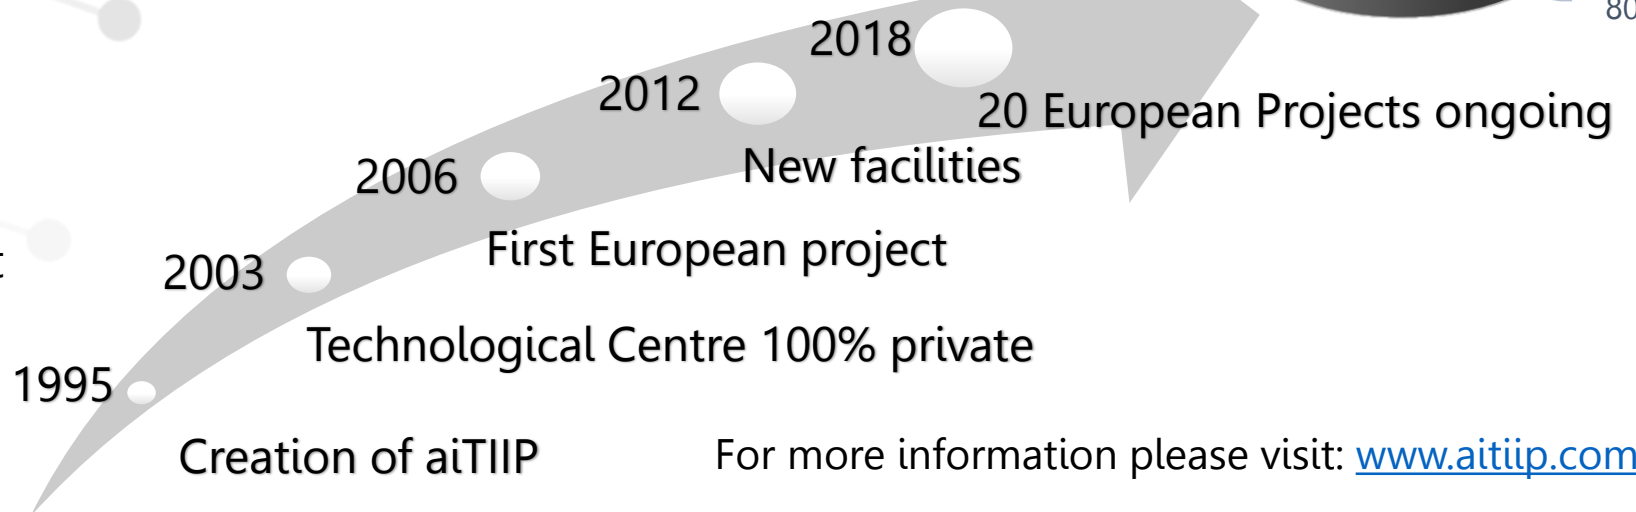 80
2018
20 European Projects ongoing
2012
New facilities
2006
First European project
2003
Technological Centre 100% private
1995
Creation of aiTIIP
For more information please visit: www.aitiip.com